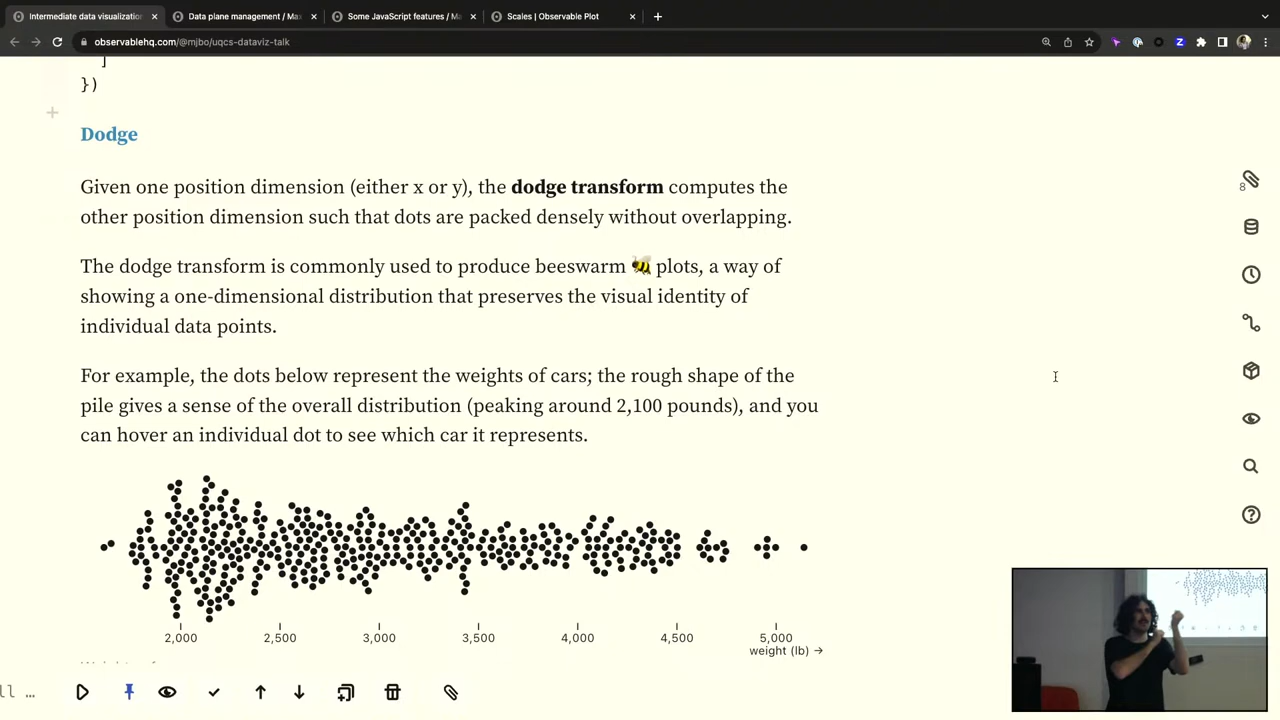 Intermediate data visualizatio
Data plane management / Max
Some JavaScript features / Ma
Scales | Observable Plot
observablehq.com/@mjbo/uqcs-dataviz-talk
]
})
Dodge
Given one position dimension (either x or y), the dodge transform computes the
other position dimension such that dots are packed densely without overlapping.
The dodge transform is commonly used to produce beeswarm 🐝 plots, a way of
showing a one-dimensional distribution that preserves the visual identity of
individual data points.
For example, the dots below represent the weights of cars; the rough shape of the
pile gives a sense of the overall distribution (peaking around 2,100 pounds), and you
can hover an individual dot to see which car it represents.
2,000 2,500 3,000 3,500 4,000 4,500 5,000
weight (lb) →
8
ll ...